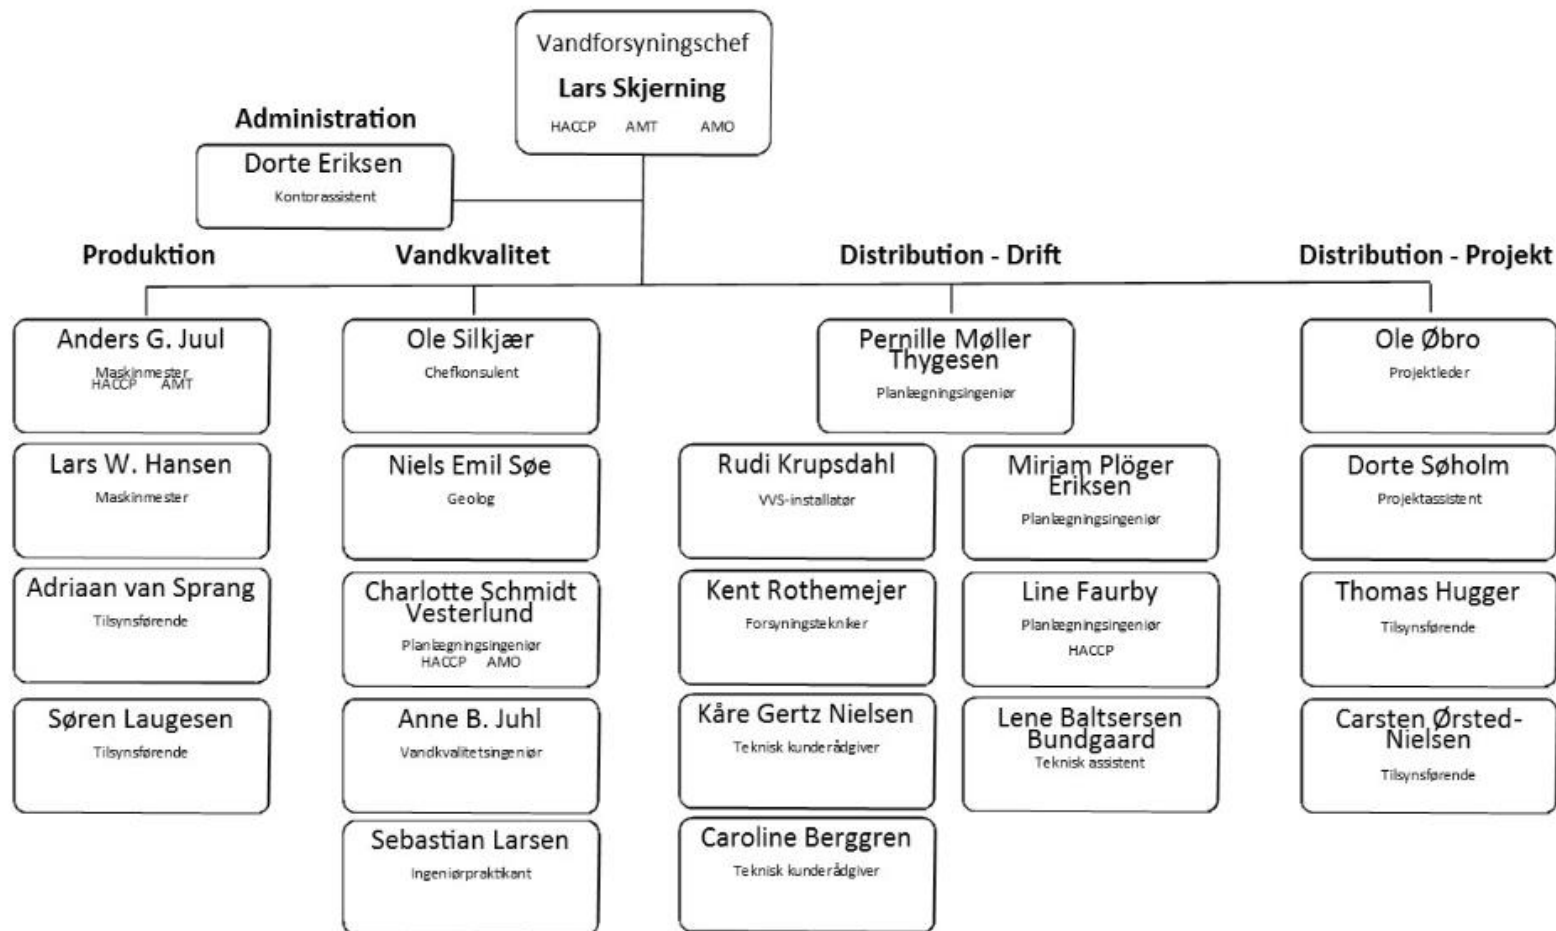 Vandforsyningschef
Lars Skjerning
HACCP AMT AMO
Administration
Dorte Eriksen
Kontorassistent
Produktion
Vandkvalitet
Distribution - Drift
Distribution - Projekt
Anders G. Juul
Maskinmester
HACCP AMT
Lars W. Hansen
Maskinmester
Adriaan van Sprang
Tilsynsførende
Søren Laugesen
Tilsynsførende
Ole Silkjær
Chefkonsulent
Niels Emil Søe
Geolog
Charlotte Schmidt
Vesterlund
Planlægningsingeniør
HACCP AMO
Anne B. Juhl
Vandkvalitetsingeniør
Sebastian Larsen
Ingeniørpraktikant
Pernille Møller
Thygesen
Planlægningsingeniør
Rudi Krupsdahl
VVS-installatør
Kent Rothemejer
Forsyningstekniker
Kåre Gertz Nielsen
Teknisk kunderådgiver
Caroline Berggren
Teknisk kunderådgiver
Miriam Plöger
Eriksen
Planlægningsingeniør
Line Faurby
Planlægningsingeniør
HACCP
Lene Baltsersen
Bundgaard
Teknisk assistent
Ole Øbro
Projektleder
Dorte Søholm
Projektassistent
Thomas Hugger
Tilsynsførende
Carsten Ørsted-
Nielsen
Tilsynsførende